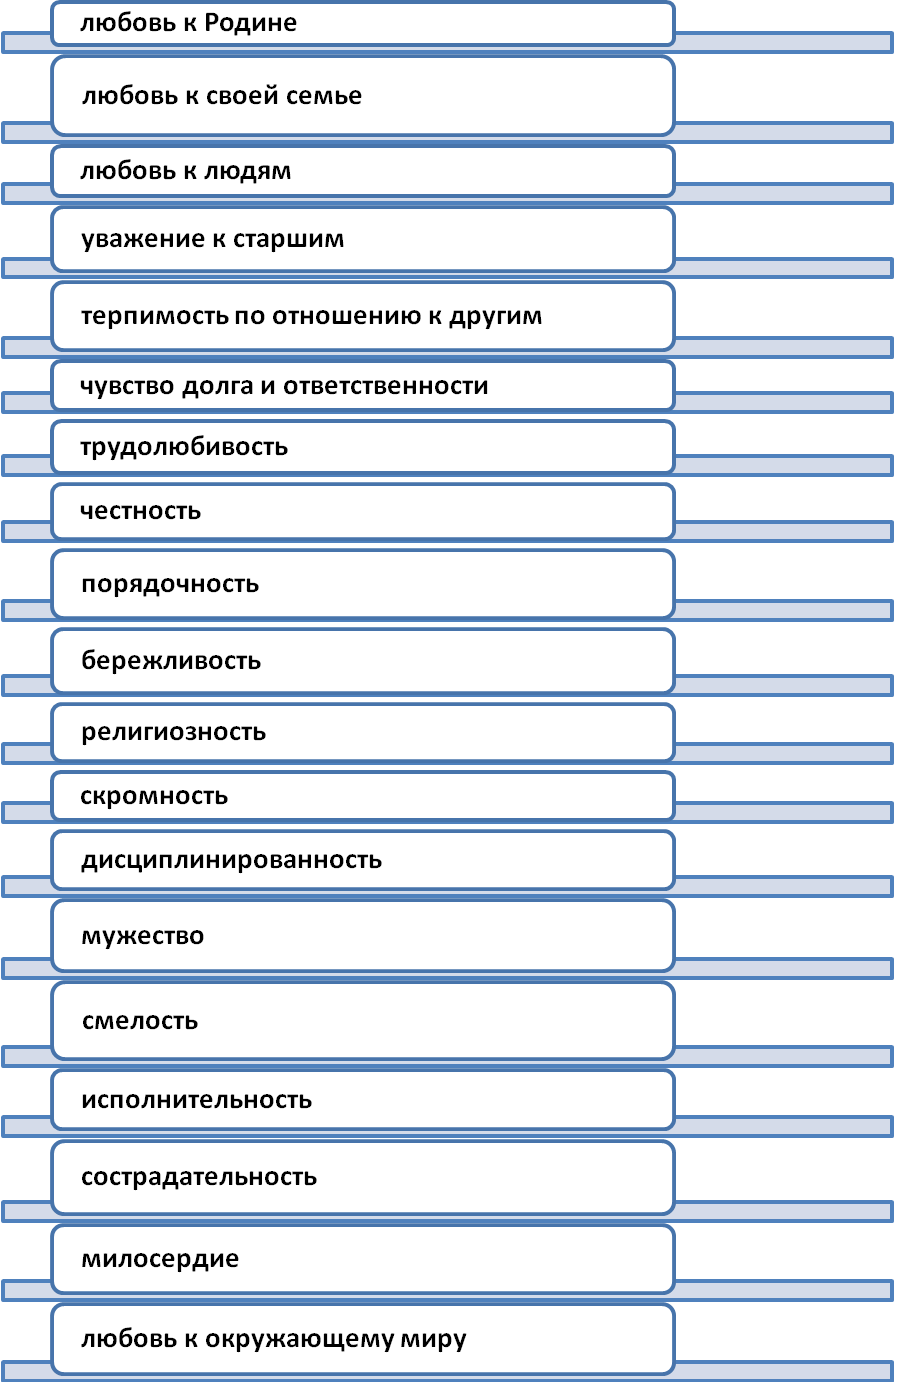 любовь к Родине
любовь к своей семье
любовь к людям
уважение к старшим
терпимость по отношению к другим
чувство долга и ответственности
трудолюбивость
честность
порядочность
бережливость
религиозность
скромность
дисциплинированность
мужество
смелость
исполнительность
сострадательность
милосердие
любовь к окружающему миру